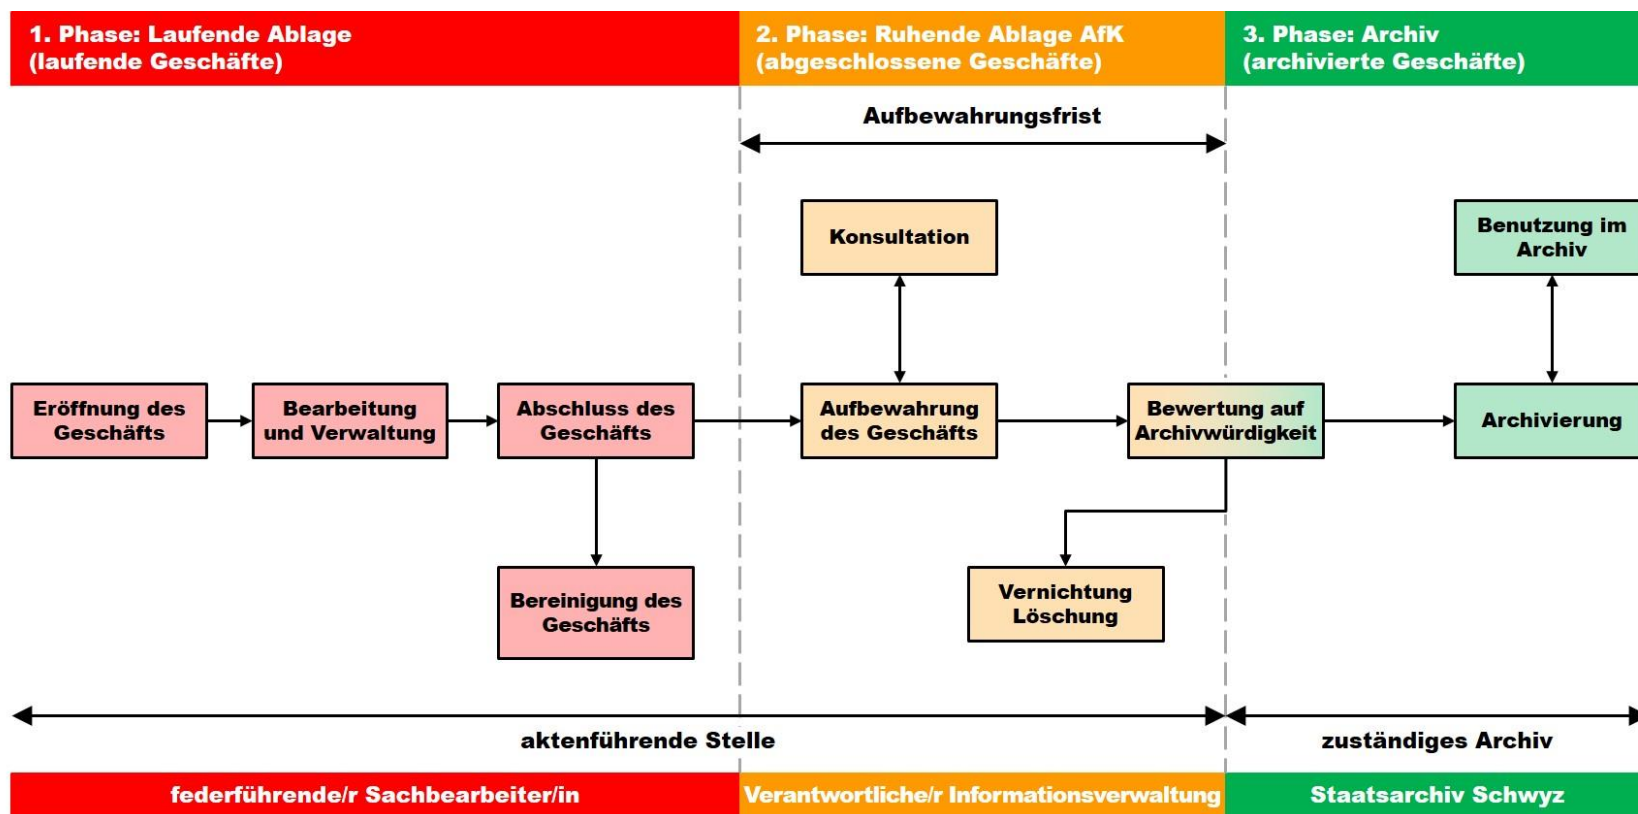 1. Phase: Laufende Ablage
(laufende Geschäfte)
2. Phase: Ruhende Ablage AfK
(abgeschlossene Geschäfte)
3. Phase: Archiv
(archivierte Geschäfte)
Aufbewahrungsfrist
Konsultation
Benutzung im
Archiv
Eröffnung des
Geschäfts
Bearbeitung
und Verwaltung
Abschluss des
Geschäfts
Aufbewahrung
des Geschäfts
Bewertung auf
Archivwürdigkeit
Archivierung
Bereinigung des
Geschäfts
Vernichtung
Löschung
aktenführende Stelle
zuständiges Archiv
federführende/r Sachbearbeiter/in
Verantwortliche/r Informationsverwaltung
Staatsarchiv Schwyz